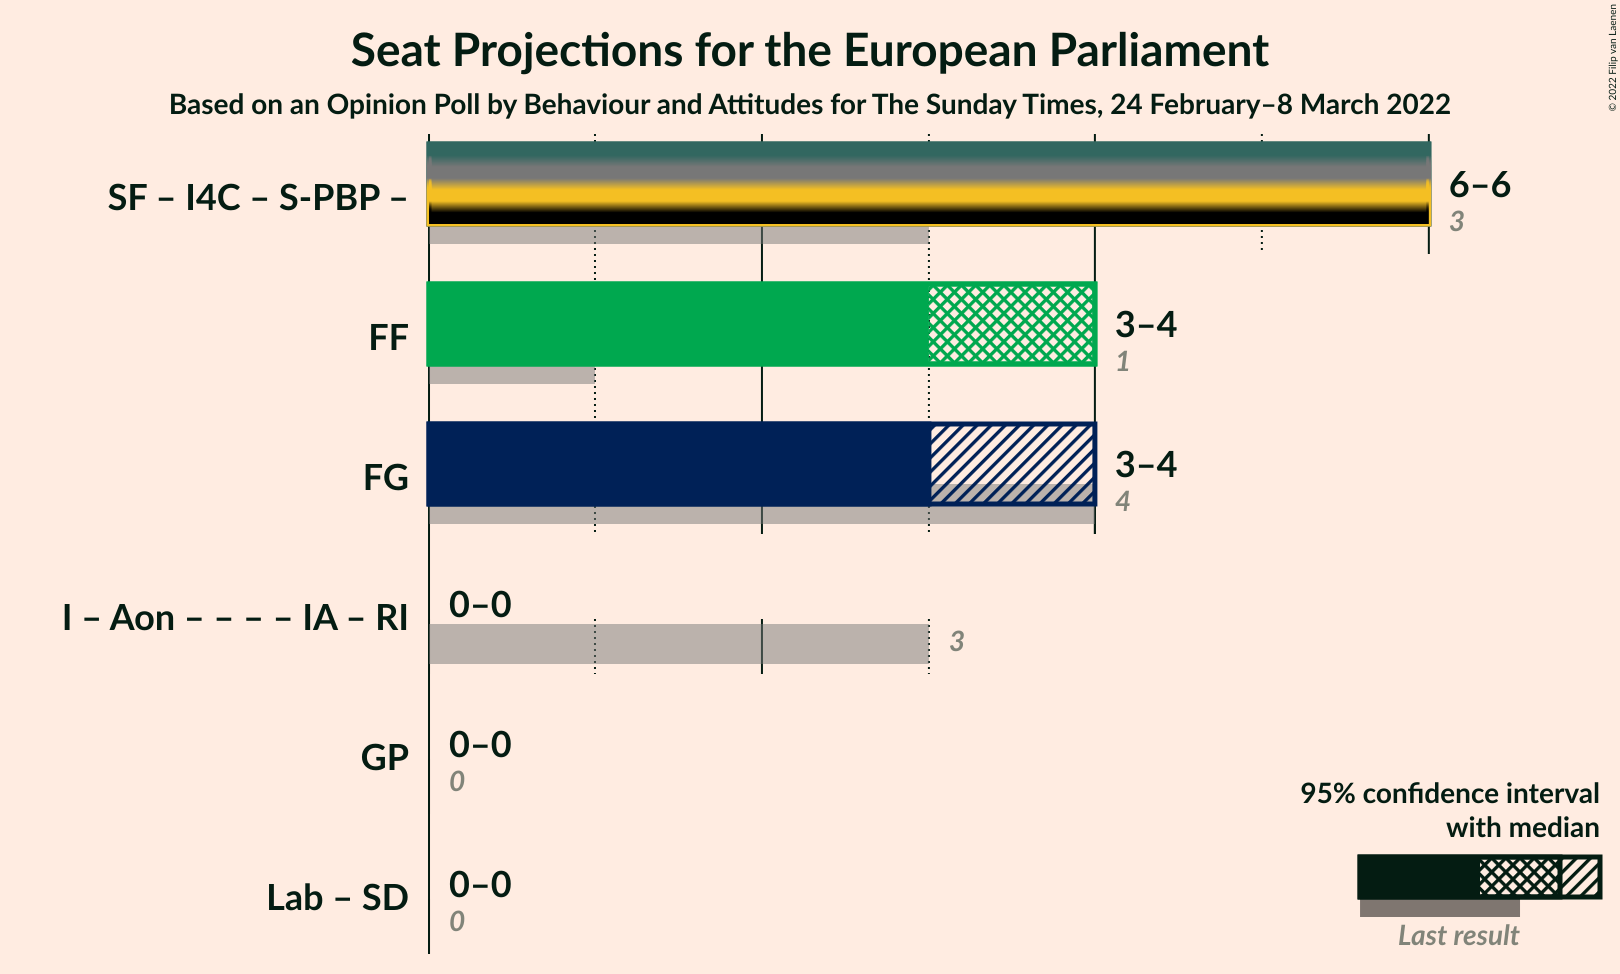 Seat Projections for the European Parliament
Based on an Opinion Poll by Behaviour and Attitudes for The Sunday Times, 24 February–8 March 2022
© 2022 Filip van Laenen
SF – I4C – S-PBP –
6–6
3
FF
3–4
1
FG
3–4
4
I – Aon – – – – IA – RI
0–0
3
GP
0–0
0
Lab – SD
0–0
0
95% confidence interval
with median
Last result